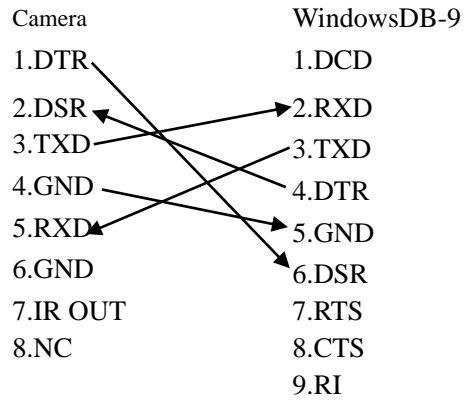 Camera
1.DTR
2.DSR
3.TXD
4.GND
5.RXD
6.GND
7.IR OUT
8.NC
WindowsDB-9
1.DCD
2.RXD
3.TXD
4.DTR
5.GND
6.DSR
7.RTS
8.CTS
9.RI